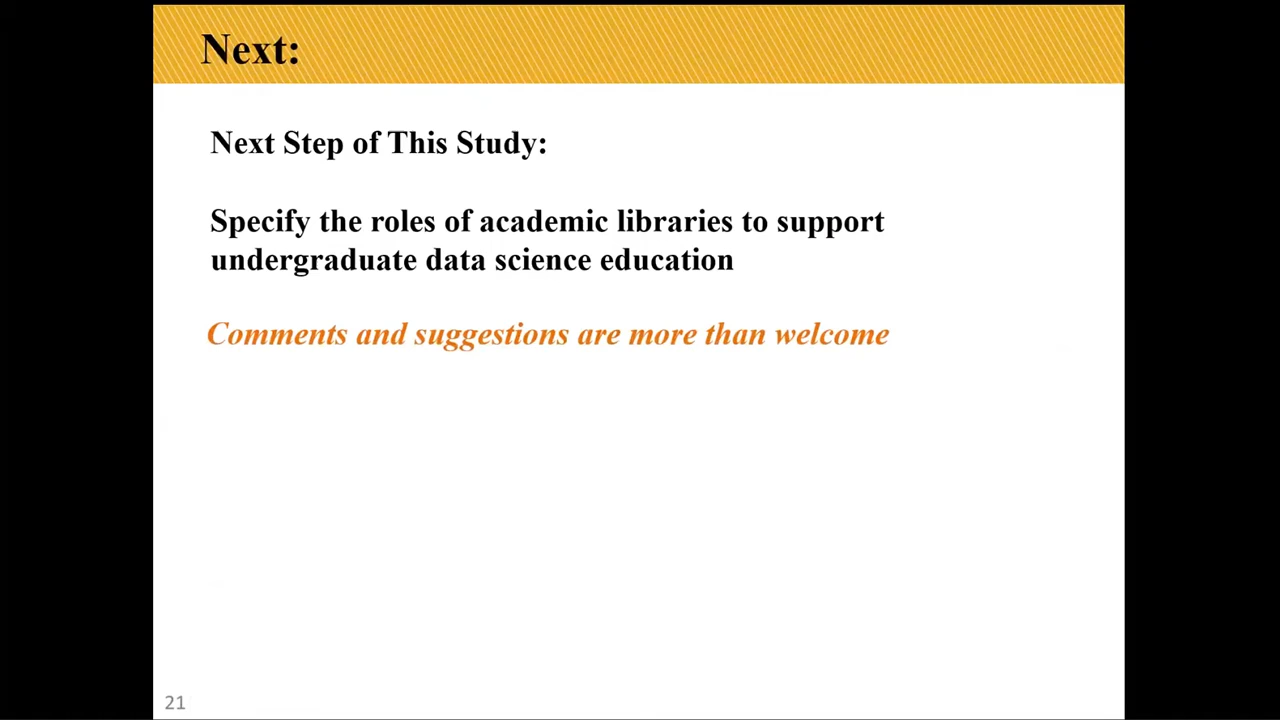 Next:
Next Step of This Study:
Specify the roles of academic libraries to support
undergraduate data science education
Comments and suggestions are more than welcome
21